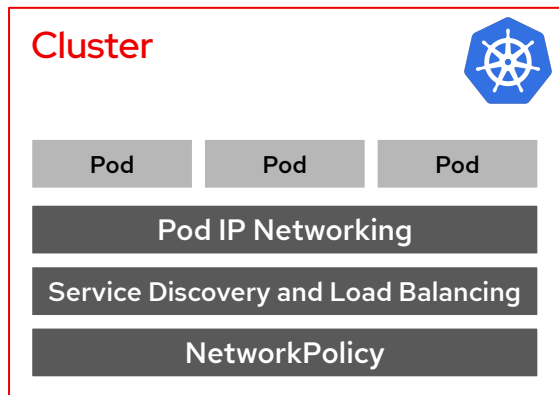 Cluster
Pod Pod Pod
Pod IP Networking
Service Discovery and Load Balancing
NetworkPolicy